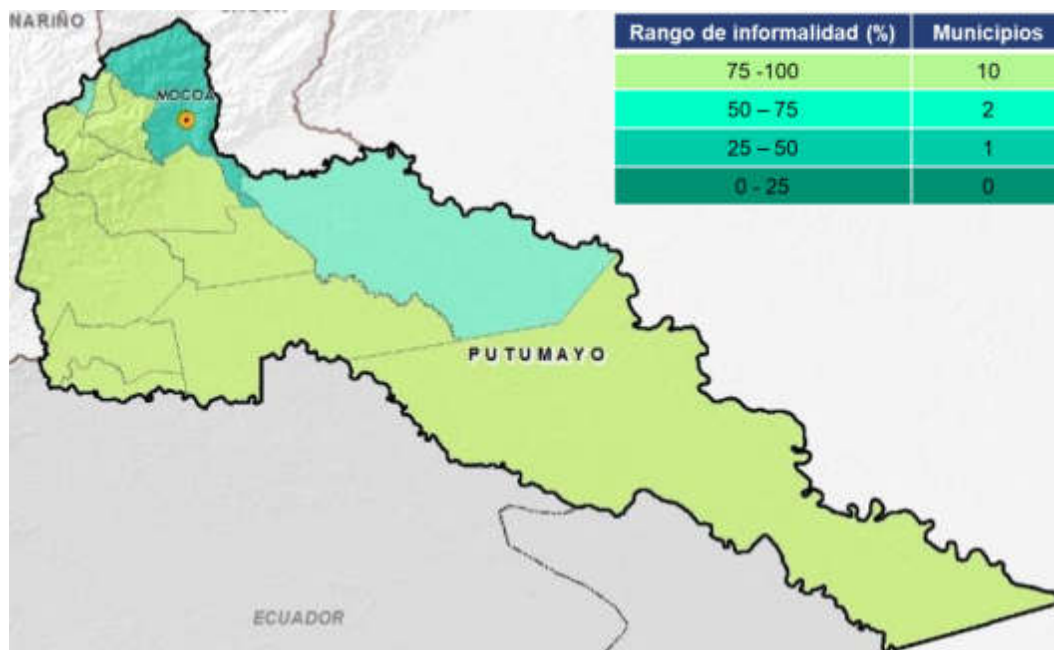 NARIÑO
Rango de informalidad (%) Municipios
75 -100 10
50 – 75 2
25 – 50 1
0 - 25 0
MOCOA
PUTUMAYO
ECUADOR